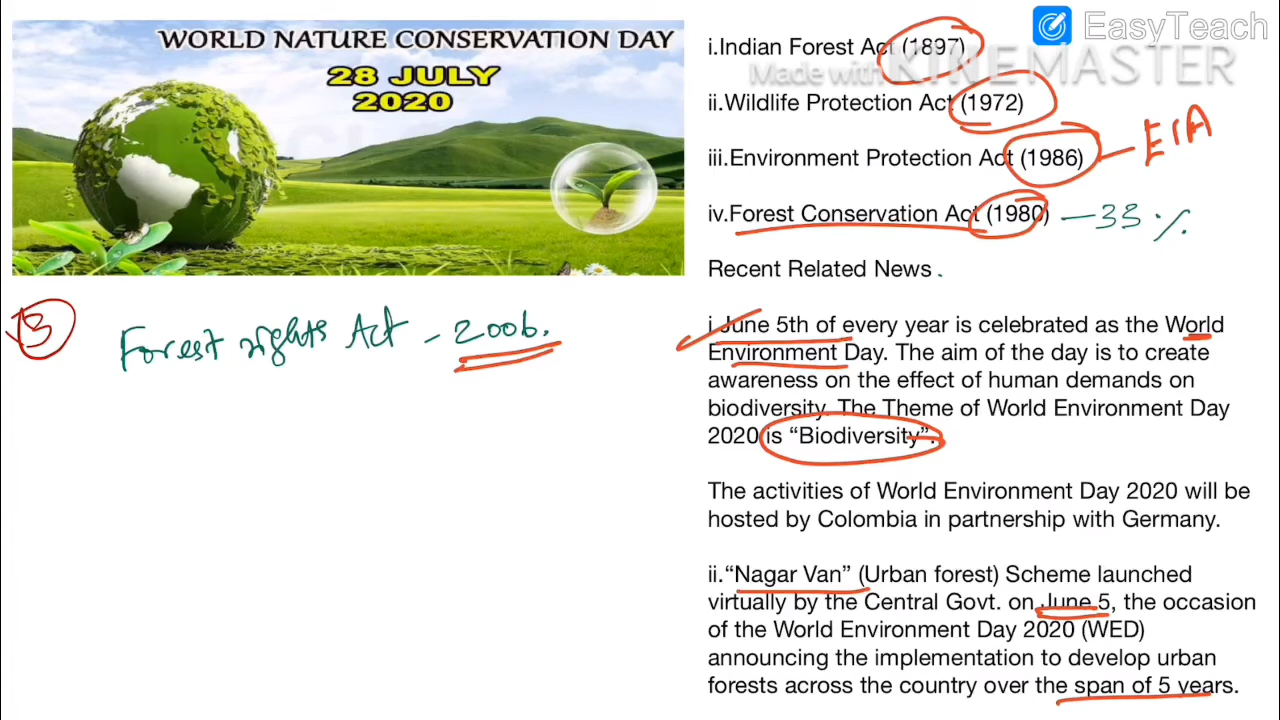 WORLD NATURE CONSERVATION DAY
28 JULY
2020
3
Forest rights Act - 2006.
EasyTeach
Made with KINEMASTER
i.Indian Forest Act (1897)
ii.Wildlife Protection Act (1972)
iii.Environment Protection Act (1986) - EIA
iv.Forest Conservation Act (1980) - 33 %
Recent Related News .
i June 5th of every year is celebrated as the World
Environment Day. The aim of the day is to create
awareness on the effect of human demands on
biodiversity. The Theme of World Environment Day
2020 is “Biodiversity”.
The activities of World Environment Day 2020 will be
hosted by Colombia in partnership with Germany.
ii.“Nagar Van” (Urban forest) Scheme launched
virtually by the Central Govt. on June 5, the occasion
of the World Environment Day 2020 (WED)
announcing the implementation to develop urban
forests across the country over the span of 5 years.